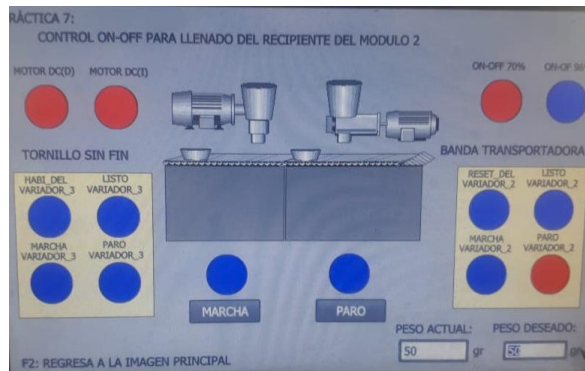 RÁCTICA 7:
CONTROL ON-OFF PARA LLENADO DEL RECIPIENTE DEL MODULO 2
MOTOR DC(D) MOTOR DC(I)
ON-OFF 70%
TORNILLO SIN FIN
BANDA TRANSPORTADORA
HABI_DEL VARIADOR_3
LISTO VARIADOR_3
MARCHA VARIADOR_3
PARO VARIADOR_3
RESET_DEL VARIADOR_2
LISTO VARIADOR_2
MARCHA VARIADOR_2
PARO VARIADOR_2
MARCHA
PARO
PESO ACTUAL:
50 gr
PESO DESEADO:
50
F2: REGRESA A LA IMAGEN PRINCIPAL